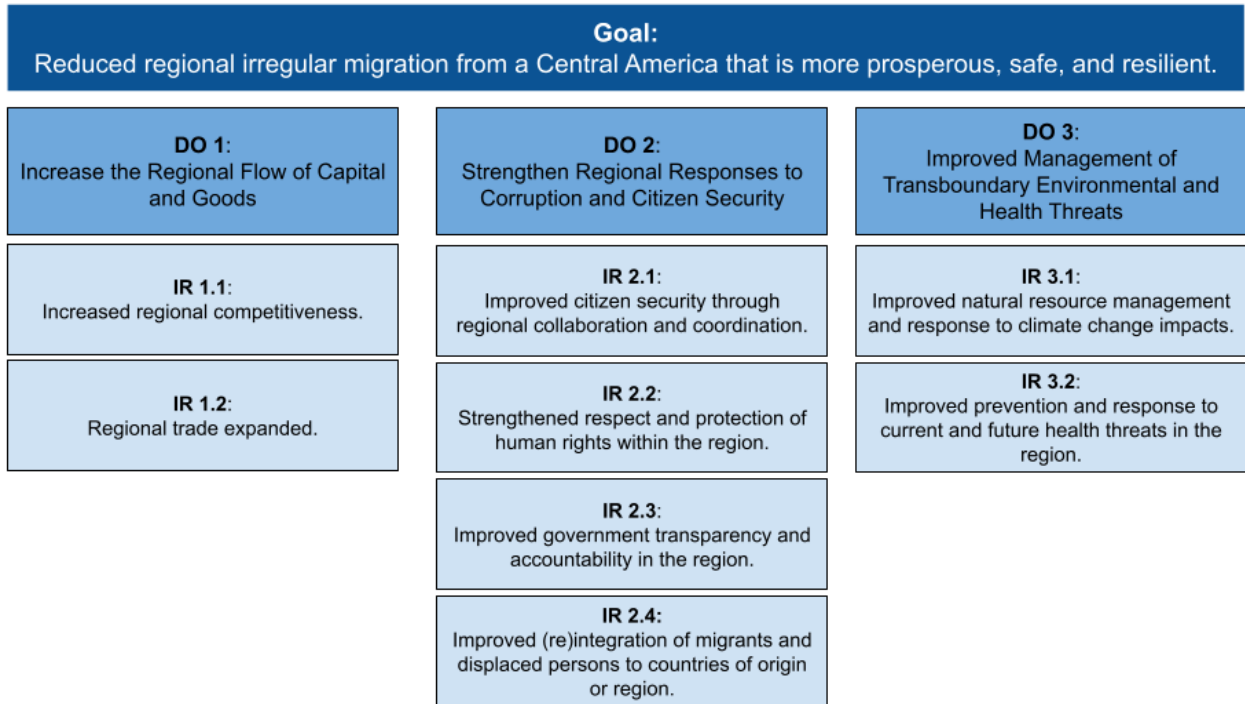 Goal:
Reduced regional irregular migration from a Central America that is more prosperous, safe, and resilient.
DO 1:
Increase the Regional Flow of Capital
and Goods
IR 1.1:
Increased regional competitiveness.
IR 1.2:
Regional trade expanded.
DO 2:
Strengthen Regional Responses to
Corruption and Citizen Security
IR 2.1:
Improved citizen security through
regional collaboration and coordination.
IR 2.2:
Strengthened respect and protection of
human rights within the region.
IR 2.3:
Improved government transparency and
accountability in the region.
IR 2.4:
Improved (re)integration of migrants and
displaced persons to countries of origin
or region.
DO 3:
Improved Management of
Transboundary Environmental and
Health Threats
IR 3.1:
Improved natural resource management
and response to climate change impacts.
IR 3.2:
Improved prevention and response to
current and future health threats in the
region.